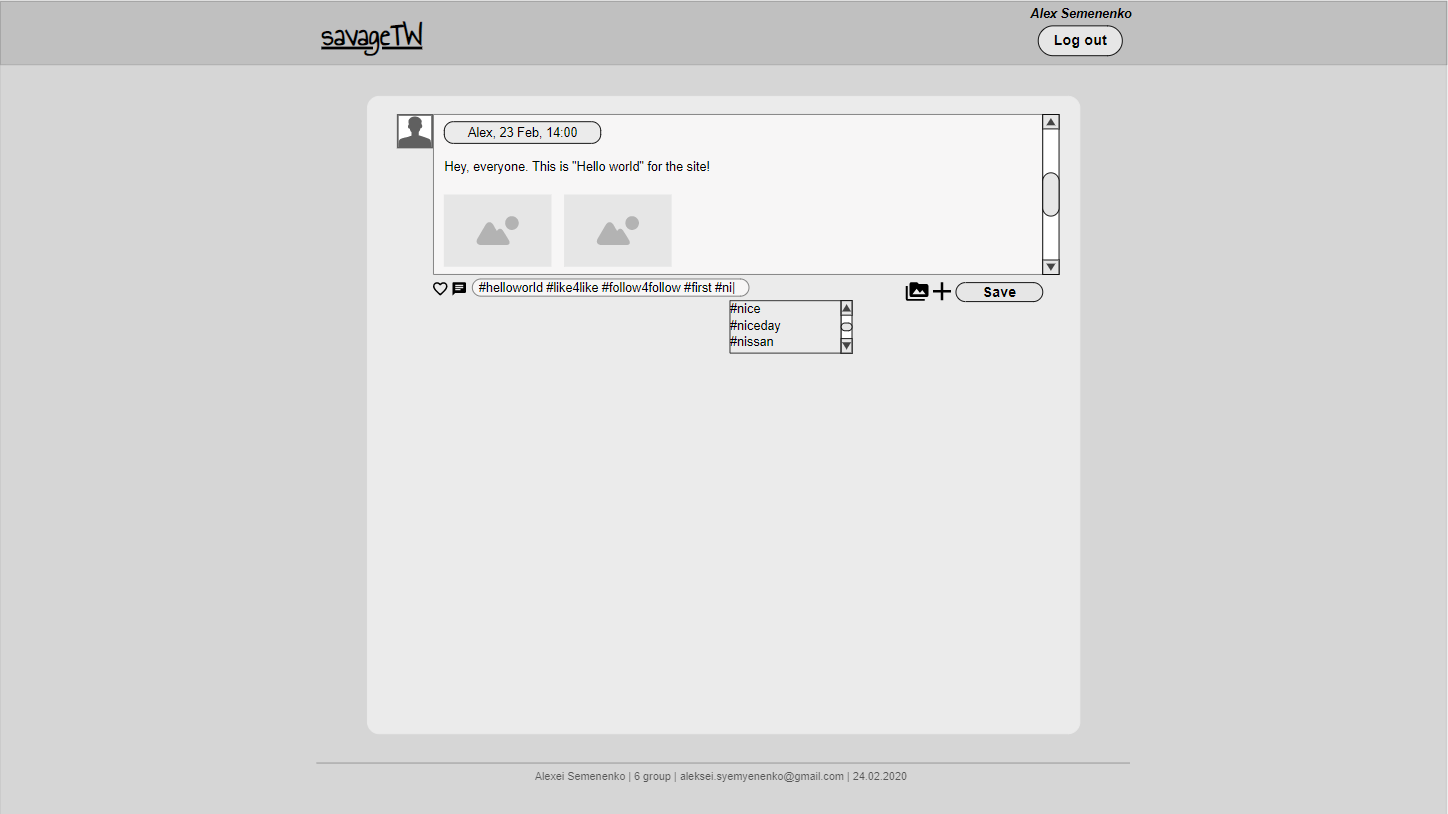 savageTW
Alex Semenenko
Log out
Alex, 23 Feb, 14:00
Hey, everyone. This is "Hello world" for the site!
#helloworld #like4like #follow4follow #first #ni|
Save
#nice
#niceday
#nissan
Alexei Semenenko | 6 group | aleksei.syemyenenko@gmail.com | 24.02.2020